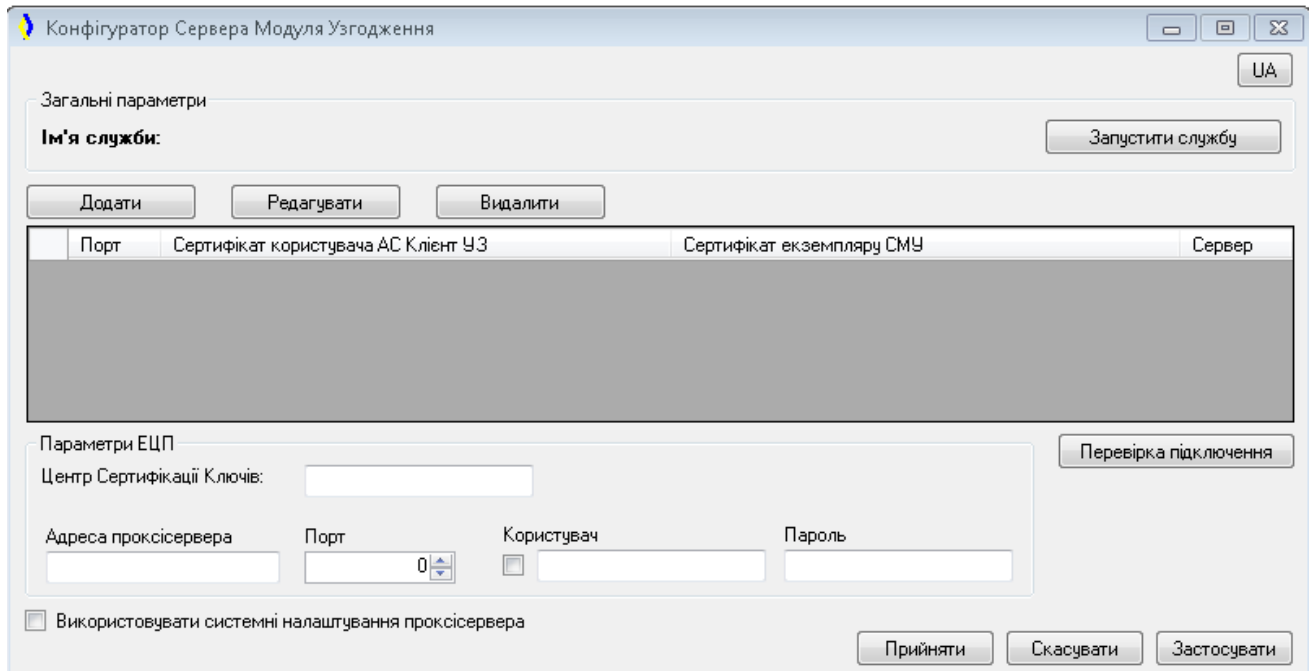 Конфігуратор Сервера Модуля Узгодження
UA
Загальні параметри
Ім'я служби: Запустити службу
Додати Редагувати Видалити
Порт Сертифікат користувача АС Клієнт УЗ Сертифікат екземпляру СМУ Сервер
Параметри ЕЦП
Перевірка підключення
Центр Сертифікації Ключів:
Адреса проксісервера Порт Користувач Пароль
0
Використовувати системні налаштування проксісервера
Прийняти Скасувати Застосувати